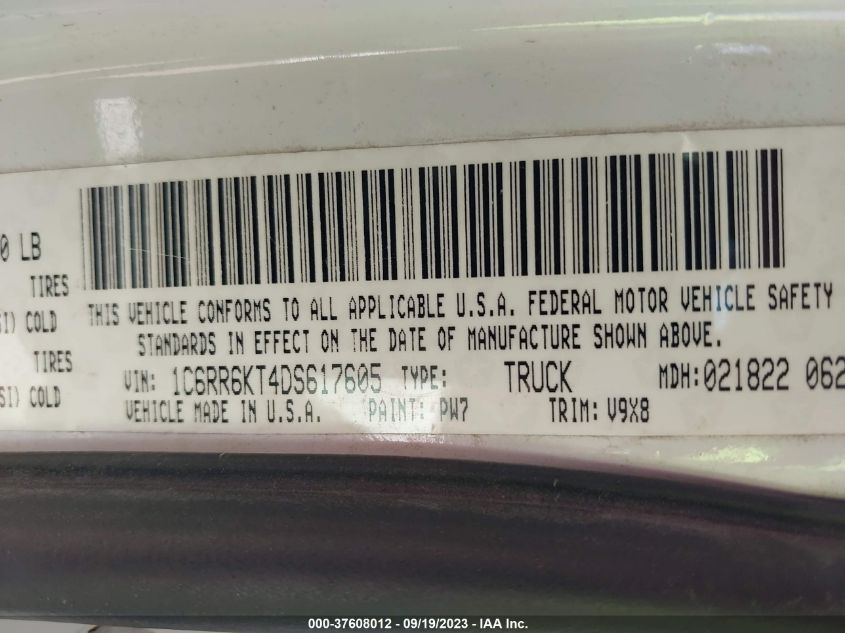 0 LB
TIRES
SI) COLD
TIRES
SI) COLD
THIS VEHICLE CONFORMS TO ALL APPLICABLE U.S.A. FEDERAL MOTOR VEHICLE SAFETY
STANDARDS IN EFFECT ON THE DATE OF MANUFACTURE SHOWN ABOVE.
VIN: 1C6RR6KT4DS617605 TYPE: TRUCK MDH:021822 062
VEHICLE MADE IN U.S.A. PAINT: PW7 TRIM: V9X8
000-37608012 - 09/19/2023 - IAA Inc.